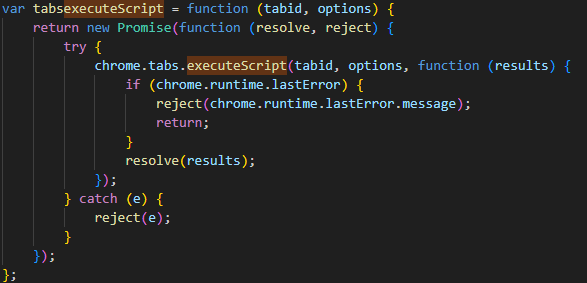 var tabsexecuteScript = function (tabid, options) {
    return new Promise(function (resolve, reject) {
        try {
            chrome.tabs.executeScript(tabid, options, function (results) {
                if (chrome.runtime.lastError) {
                    reject(chrome.runtime.lastError.message);
                    return;
                }
                resolve(results);
            });
        } catch (e) {
            reject(e);
        }
    });
};